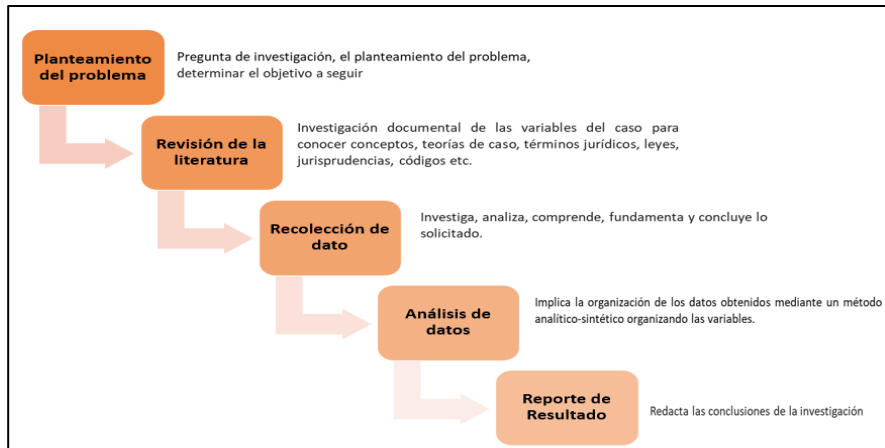 Planteamiento
del problema
Pregunta de investigación, el planteamiento del problema,
determinar el objetivo a seguir
Revisión de la
literatura
Investigación documental de las variables del caso para
conocer conceptos, teorías de caso, términos jurídicos, leyes,
jurisprudencias, códigos etc.
Recolección de
dato
Investiga, analiza, comprende, fundamenta y concluye lo
solicitado.
Análisis de
datos
Implica la organización de los datos obtenidos mediante un método
analítico-sintético organizando las variables.
Reporte de
Resultado
Redacta las conclusiones de la investigación